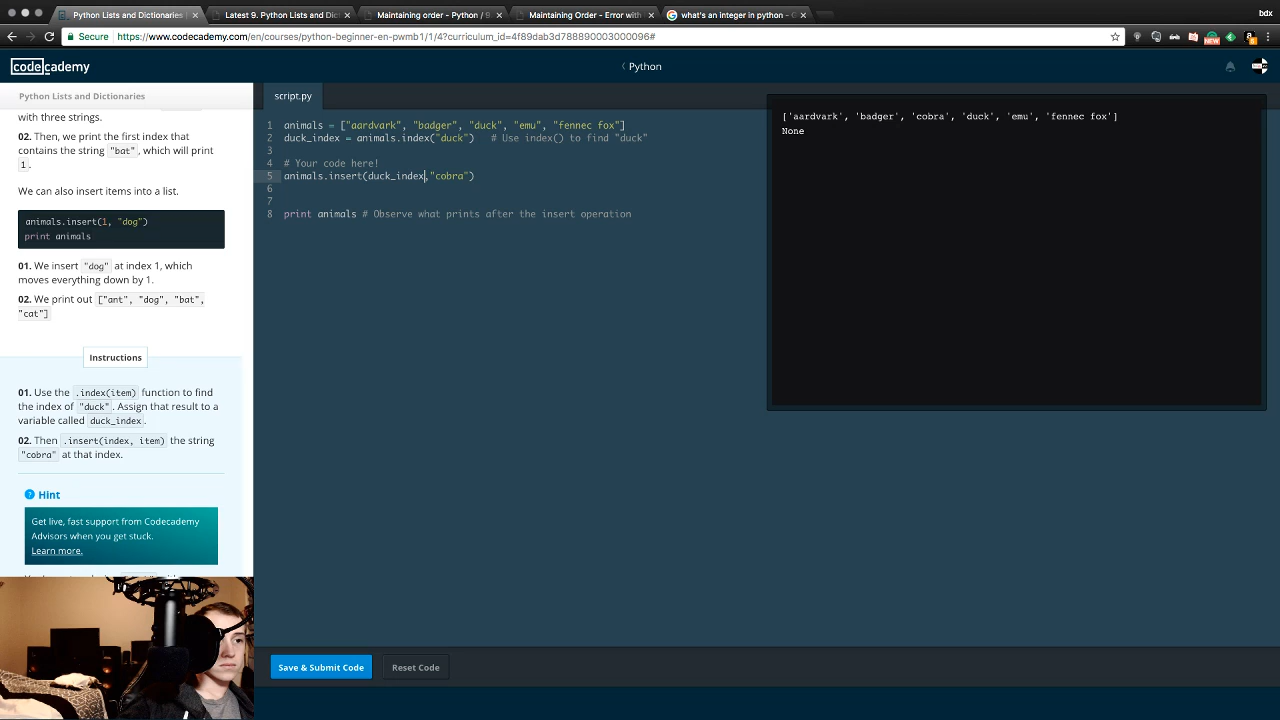 Python Lists and Dictionaries
Latest 9. Python Lists and Dict
Maintaining order - Python / 9.
Maintaining Order - Error with
what's an integer in python - G
bdx
Secure
https://www.codecademy.com/en/courses/python-beginner-en-pwmb1/1/4?curriculum_id=4f89dab3d788890003000096#
NEW
codecademy
Python
Python Lists and Dictionaries
script.py
with three strings.
02. Then, we print the first index that
contains the string "bat", which will print
1.
We can also insert items into a list.
animals.insert(1, "dog")
print animals
01. We insert "dog" at index 1, which
moves everything down by 1.
02. We print out ["ant", "dog", "bat",
"cat"]
Instructions
01. Use the .index(item) function to find
the index of "duck". Assign that result to a
variable called duck_index.
02. Then .insert(index, item) the string
"cobra" at that index.
Hint
Get live, fast support from Codecademy
Advisors when you get stuck.
Learn more.
1 animals = ["aardvark", "badger", "duck", "emu", "fennec fox"]
2 duck_index = animals.index("duck") # Use index() to find "duck"
3
4 # Your code here!
5 animals.insert(duck_index,"cobra")
6
7
8 print animals # Observe what prints after the insert operation
['aardvark', 'badger', 'cobra', 'duck', 'emu', 'fennec fox']
None
Save & Submit Code
Reset Code